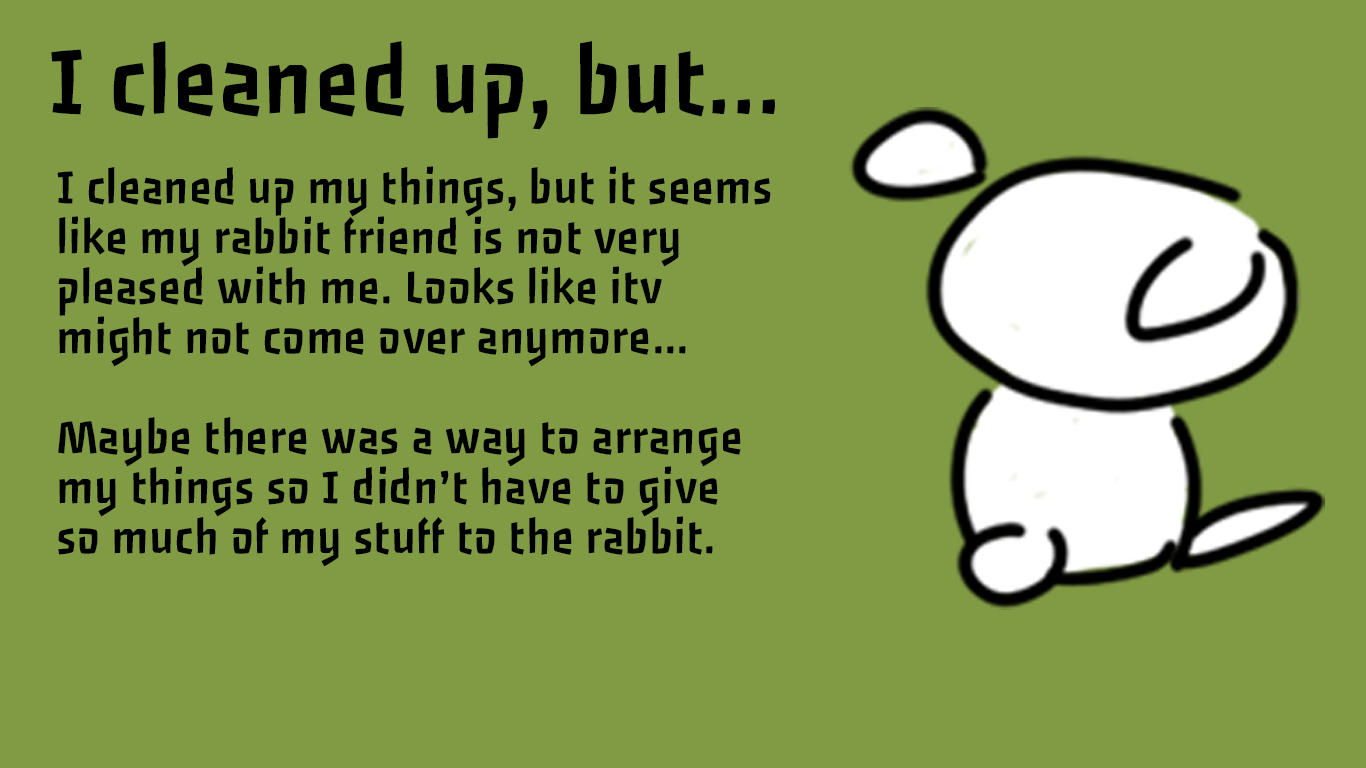 I cleaned up, but...
I cleaned up my things, but it seems
like my rabbit friend is not very
pleased with me. Looks like itv
might not come over anymore...
Maybe there was a way to arrange
my things so I didn't have to give
so much of my stuff to the rabbit.